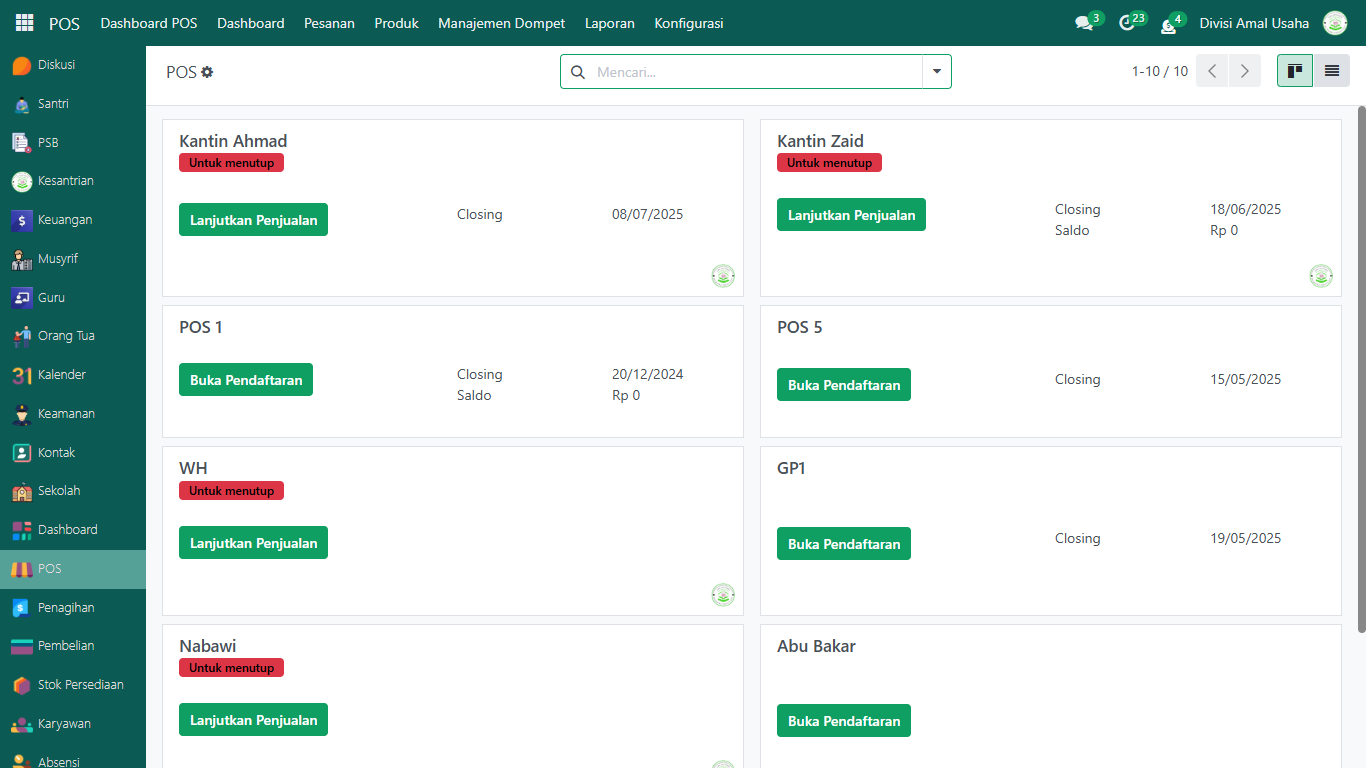 POS
Dashboard POS
Dashboard
Pesanan
Produk
Manajemen Dompet
Laporan
Konfigurasi
3
23
4
Divisi Amal Usaha
Diskusi
Santri
PSB
Kesantrian
Keuangan
Musyrif
Guru
Orang Tua
31
Kalender
Keamanan
Kontak
Sekolah
Dashboard
POS
Penagihan
Pembelian
Stok Persediaan
Karyawan
Absensi
POS
Mencari...
1-10 / 10
Kantin Ahmad
Untuk menutup
Lanjutkan Penjualan
Closing 08/07/2025
Kantin Zaid
Untuk menutup
Lanjutkan Penjualan
Closing 18/06/2025
Saldo Rp 0
POS 1
Buka Pendaftaran
Closing 20/12/2024
Saldo Rp 0
POS 5
Buka Pendaftaran
Closing 15/05/2025
WH
Untuk menutup
Lanjutkan Penjualan
GP1
Buka Pendaftaran
Closing 19/05/2025
Nabawi
Untuk menutup
Lanjutkan Penjualan
Abu Bakar
Buka Pendaftaran